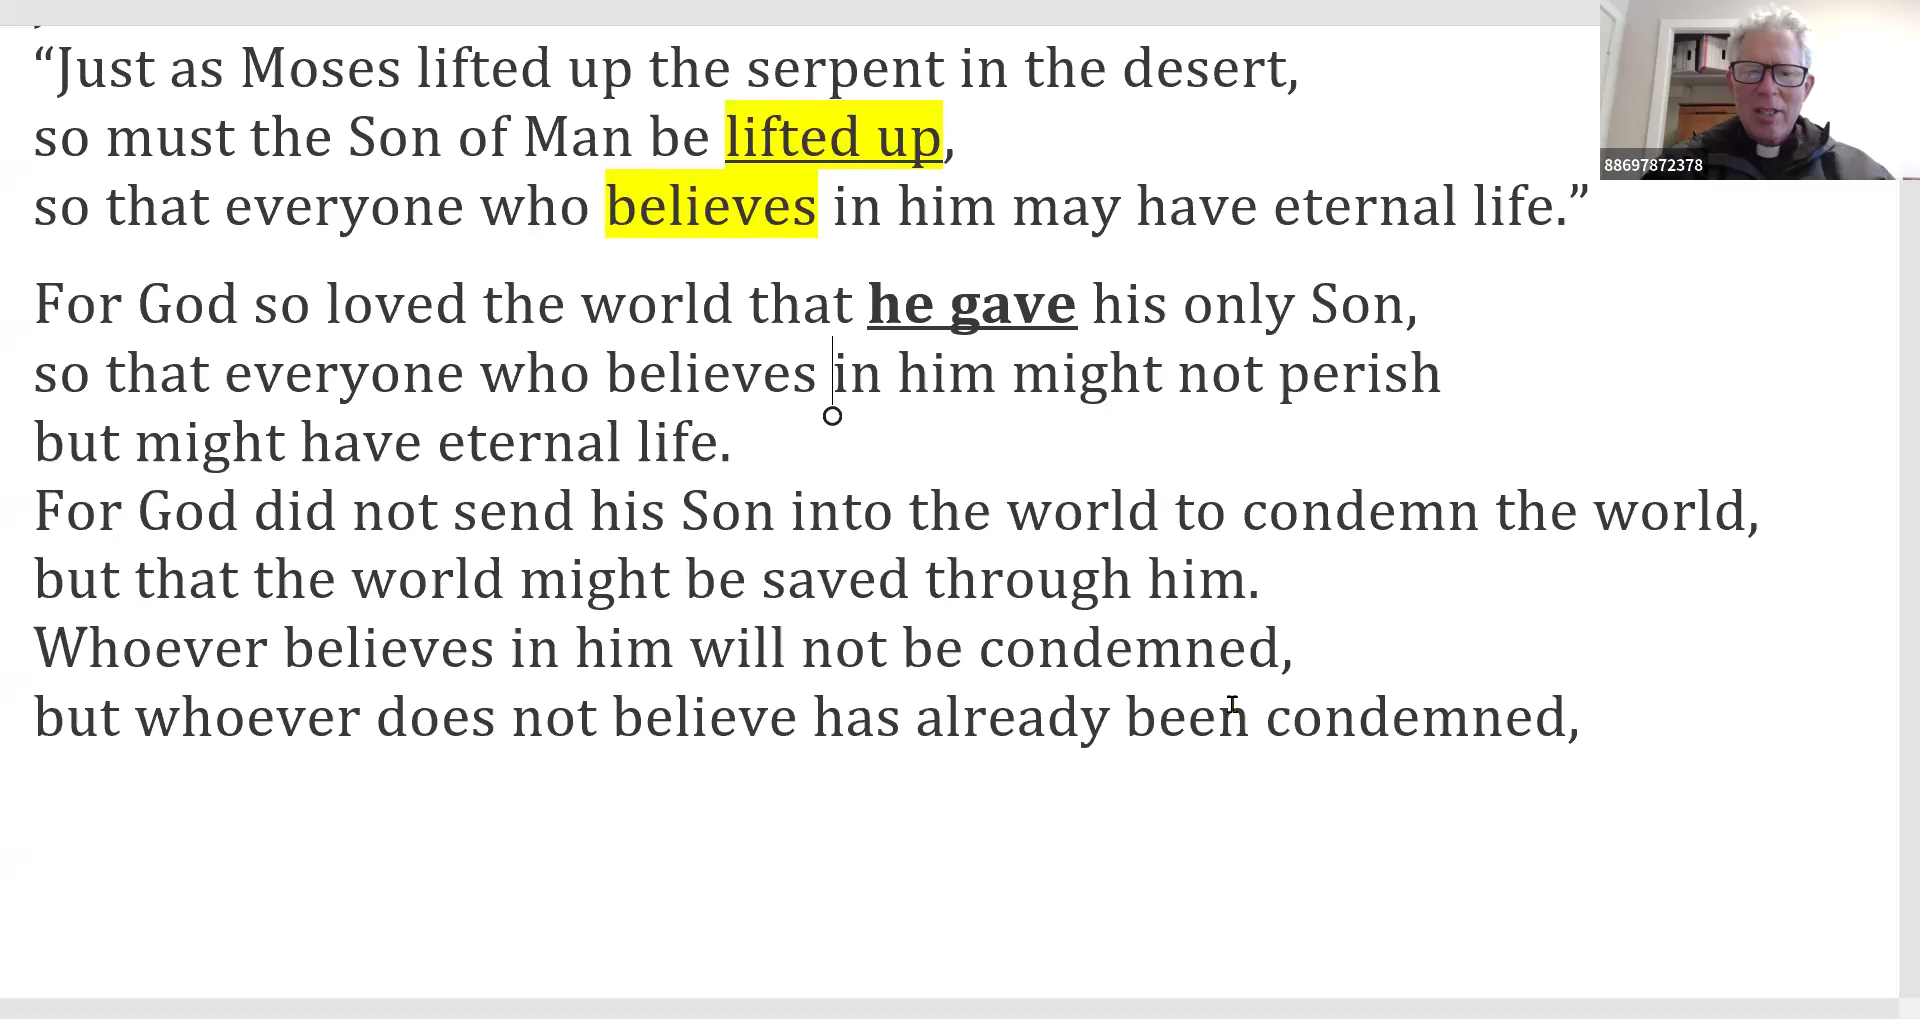 “Just as Moses lifted up the serpent in the desert,
so must the Son of Man be lifted up,
so that everyone who believes in him may have eternal life.”
For God so loved the world that he gave his only Son,
so that everyone who believes in him might not perish
but might have eternal life.
For God did not send his Son into the world to condemn the world,
but that the world might be saved through him.
Whoever believes in him will not be condemned,
but whoever does not believe has already been condemned,
88697872378